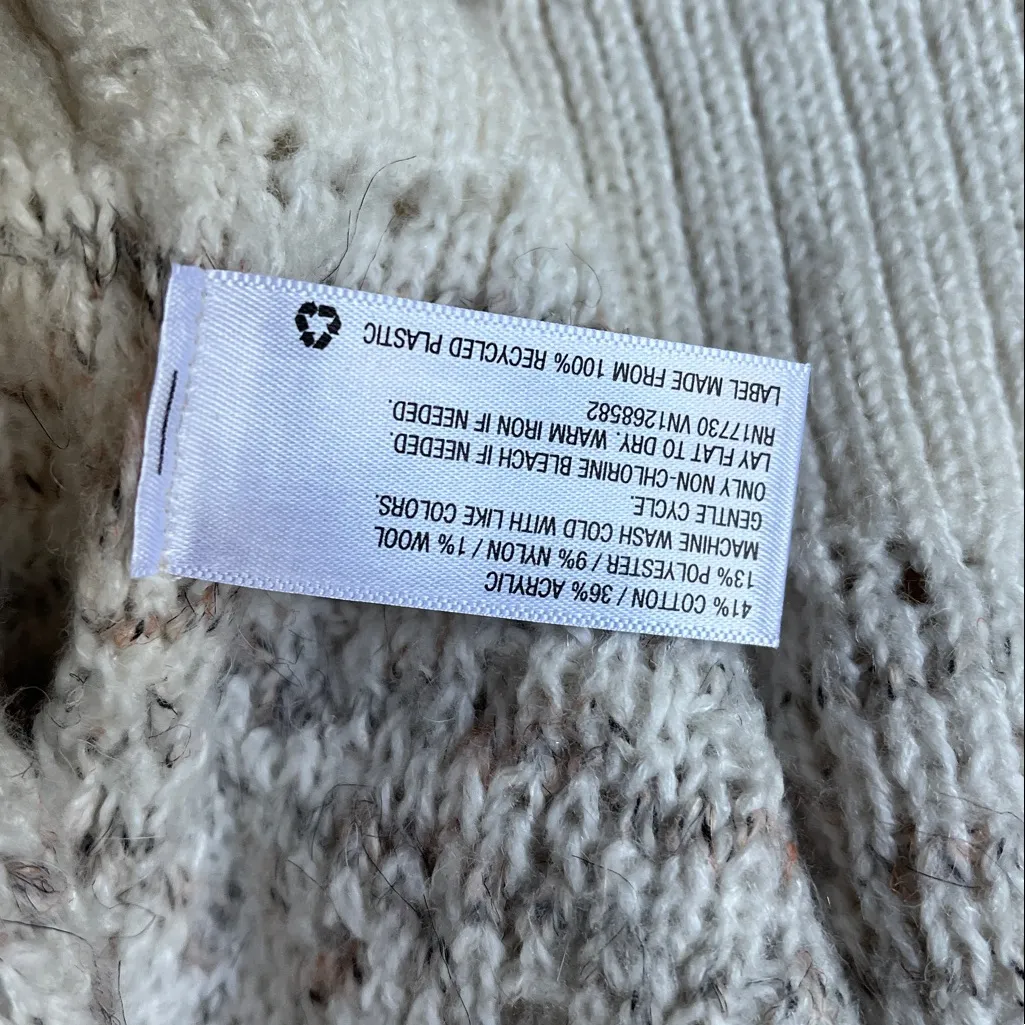 41% COTTON / 36% ACRYLIC
13% POLYESTER / 9% NYLON / 1% WOOL
MACHINE WASH COLD WITH LIKE COLORS.
GENTLE CYCLE.
ONLY NON-CHLORINE BLEACH IF NEEDED.
LAY FLAT TO DRY. WARM IRON IF NEEDED.
RN17730 VN1268582
LABEL MADE FROM 100% RECYCLED PLASTIC